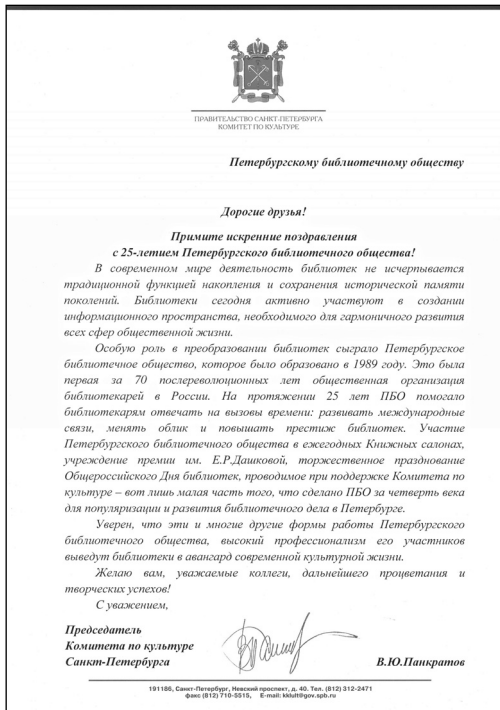 ПРАВИТЕЛЬСТВО САНКТ-ПЕТЕРБУРГА
КОМИТЕТ ПО КУЛЬТУРЕ
Петербургскому библиотечному обществу
Дорогие друзья!
Примите искренние поздравления
с 25-летием Петербургского библиотечного общества!
В современном мире деятельность библиотек не исчерпывается
традиционной функцией накопления и сохранения исторической памяти
поколений. Библиотеки сегодня активно участвуют в создании
информационного пространства, необходимого для гармоничного развития
всех сфер общественной жизни.
Особую роль в преобразовании библиотек сыграло Петербургское
библиотечное общество, которое было образовано в 1989 году. Это была
первая за 70 послереволюционных лет общественная организация
библиотекарей в России. На протяжении 25 лет ПБО помогало
библиотекарям отвечать на вызовы времени: развивать международные
связи, менять облик и повышать престиж библиотек. Участие
Петербургского библиотечного общества в ежегодных Книжных салонах,
учреждение премии им. Е.Р.Дашковой, торжественное празднование
Общероссийского Дня библиотек, проводимое при поддержке Комитета по
культуре – вот лишь малая часть того, что сделано ПБО за четверть века
для популяризации и развития библиотечного дела в Петербурге.
Уверен, что эти и многие другие формы работы Петербургского
библиотечного общества, высокий профессионализм его участников
выведут библиотеки в авангард современной культурной жизни.
Желаю вам, уважаемые коллеги, дальнейшего процветания и
творческих успехов!
С уважением,
Председатель
Комитета по культуре
Санкт-Петербурга В.Ю.Панкратов
191186, Санкт-Петербург, Невский проспект, д. 40. Тел. (812) 312-2471
факс (812) 710-5515, E-mail: kklult@gov.spb.ru